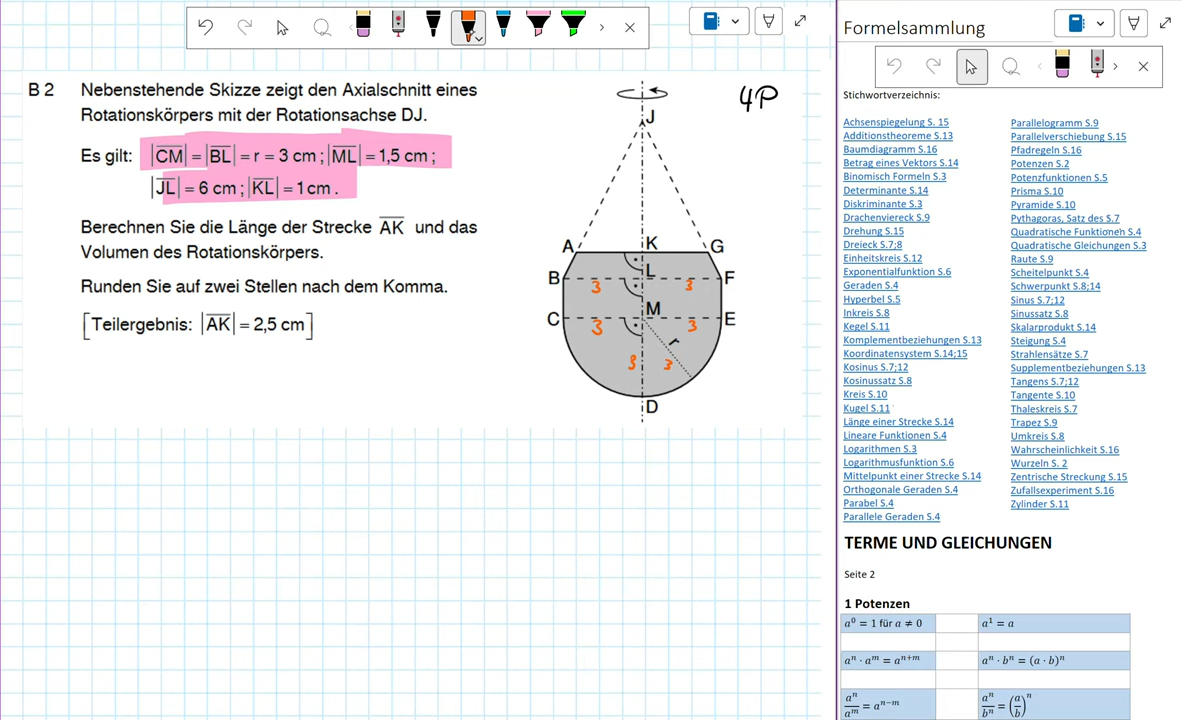 Formelsammlung
B 2 Nebenstehende Skizze zeigt den Axialschnitt eines
Rotationskörpers mit der Rotationsachse DJ.
Es gilt: |CM| = |BL| = r = 3 cm ; |ML| = 1,5 cm ;
|JL| = 6 cm ; |KL| = 1 cm .
Berechnen Sie die Länge der Strecke AK und das
Volumen des Rotationskörpers.
Runden Sie auf zwei Stellen nach dem Komma.
[Teilergebnis: |AK| = 2,5 cm]
4P
J
A K G
B L F
3 3
C M E
3 3
r
3 3
D
Stichwortverzeichnis:
Achsenspiegelung S. 15
Additionstheoreme S.13
Baumdiagramm S.16
Betrag eines Vektors S.14
Binomisch Formeln S.3
Determinante S.14
Diskriminante S.3
Drachenviereck S.9
Drehung S.15
Dreieck S.7;8
Einheitskreis S.12
Exponentialfunktion S.6
Geraden S.4
Hyperbel S.5
Inkreis S.8
Kegel S.11
Komplementbeziehungen S.13
Koordinatensystem S.14;15
Kosinus S.7;12
Kosinussatz S.8
Kreis S.10
Kugel S.11
Länge einer Strecke S.14
Lineare Funktionen S.4
Logarithmen S.3
Logarithmusfunktion S.6
Mittelpunkt einer Strecke S.14
Orthogonale Geraden S.4
Parabel S.4
Parallele Geraden S.4
Parallelogramm S.9
Parallelverschiebung S.15
Pfadregeln S.16
Potenzen S.2
Potenzfunktionen S.5
Prisma S.10
Pyramide S.10
Pythagoras, Satz des S.7
Quadratische Funktionen S.4
Quadratische Gleichungen S.3
Raute S.9
Scheitelpunkt S.4
Schwerpunkt S.8;14
Sinus S.7;12
Sinussatz S.8
Skalarprodukt S.14
Steigung S.4
Strahlensätze S.7
Supplementbeziehungen S.13
Tangens S.7;12
Tangente S.10
Thaleskreis S.7
Trapez S.9
Umkreis S.8
Wahrscheinlichkeit S.16
Wurzeln S. 2
Zentrische Streckung S.15
Zufallsexperiment S.16
Zylinder S.11
TERME UND GLEICHUNGEN
Seite 2
1 Potenzen
a⁰ = 1 für a ≠ 0 a¹ = a
aⁿ · aᵐ = aⁿ⁺ᵐ aⁿ · bⁿ = (a · b)ⁿ
aⁿ/aᵐ = aⁿ⁻ᵐ aⁿ/bⁿ = (a/b)ⁿ